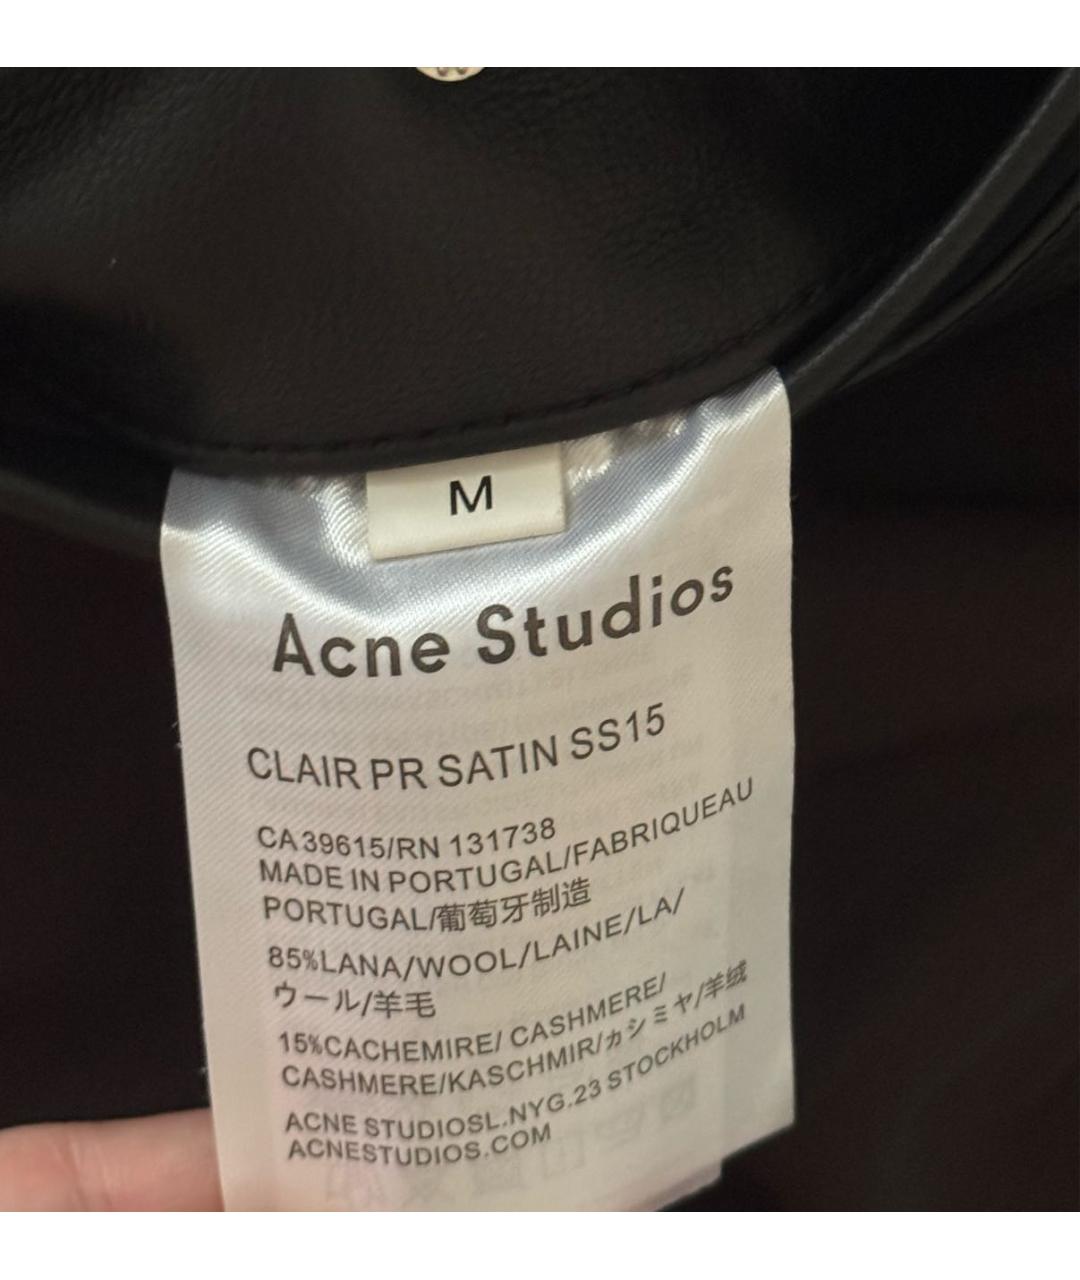 M
Acne Studios
CLAIR PR SATIN SS15
CA 39615/RN 131738
MADE IN PORTUGAL/FABRIQUEAU
PORTUGAL/葡萄牙制造
85%LANA/WOOL/LAINE/LA/
ウール/羊毛
15%CACHEMIRE/ CASHMERE/
CASHMERE/KASCHMIR/カシミヤ/羊绒
ACNE STUDIOSL.NYG.23 STOCKHOLM
ACNESTUDIOS.COM